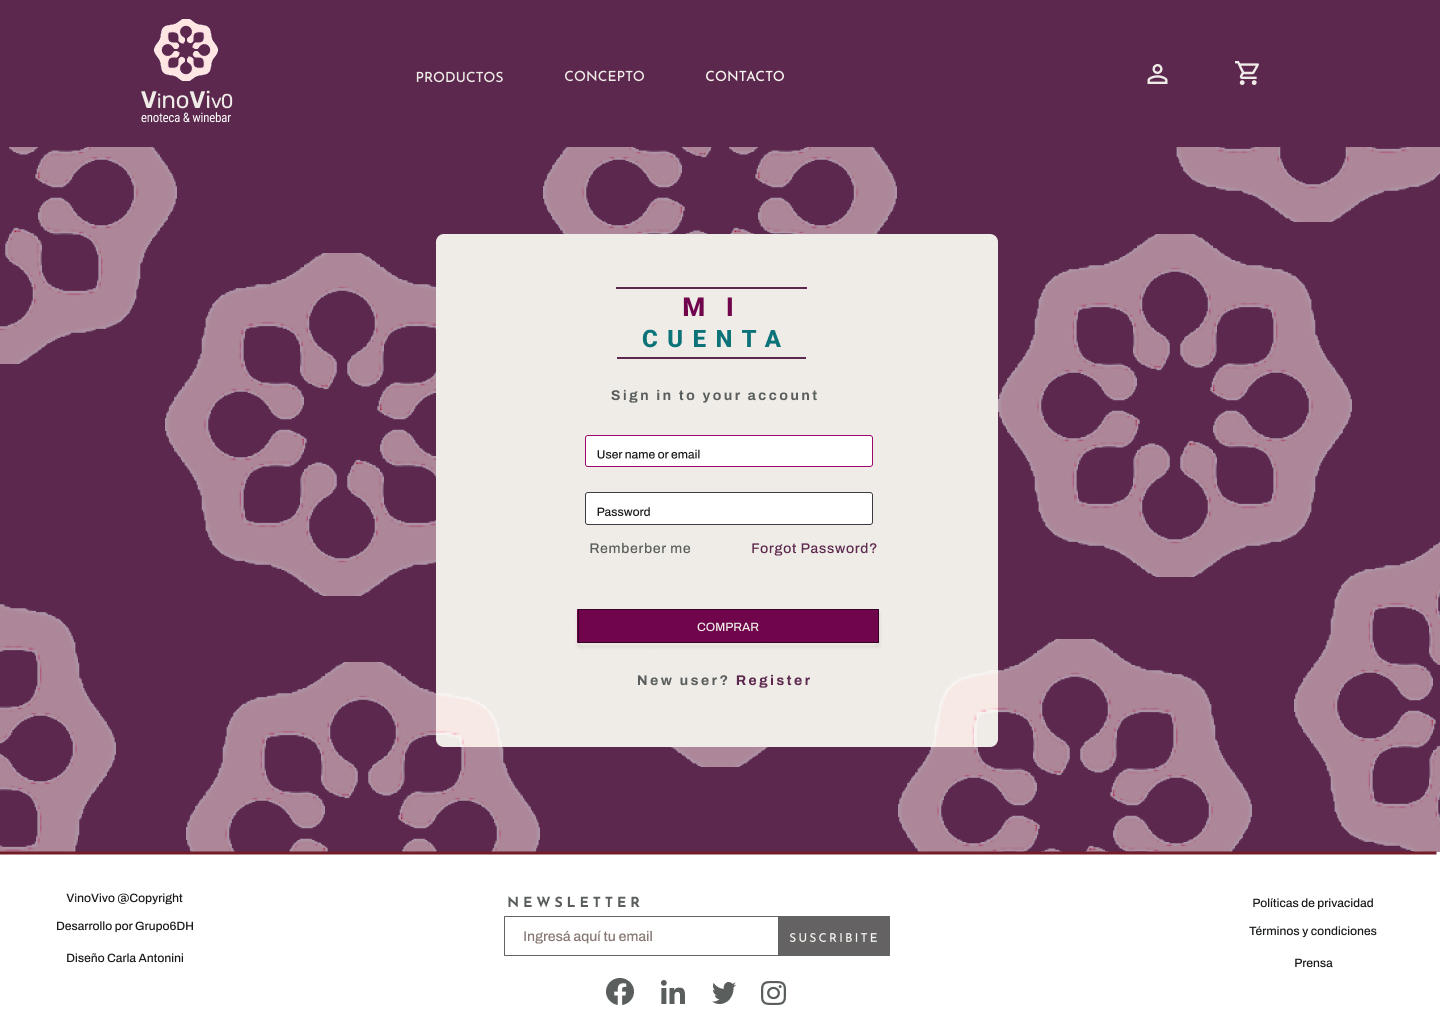 VinoViv0
enoteca & winebar
PRODUCTOS
CONCEPTO
CONTACTO
MI
CUENTA
Sign in to your account
User name or email
Password
Remberber me
Forgot Password?
COMPRAR
New user? Register
VinoVivo @Copyright
Desarrollo por Grupo6DH
Diseño Carla Antonini
NEWSLETTER
Ingresá aquí tu email
SUSCRIBITE
Políticas de privacidad
Términos y condiciones
Prensa